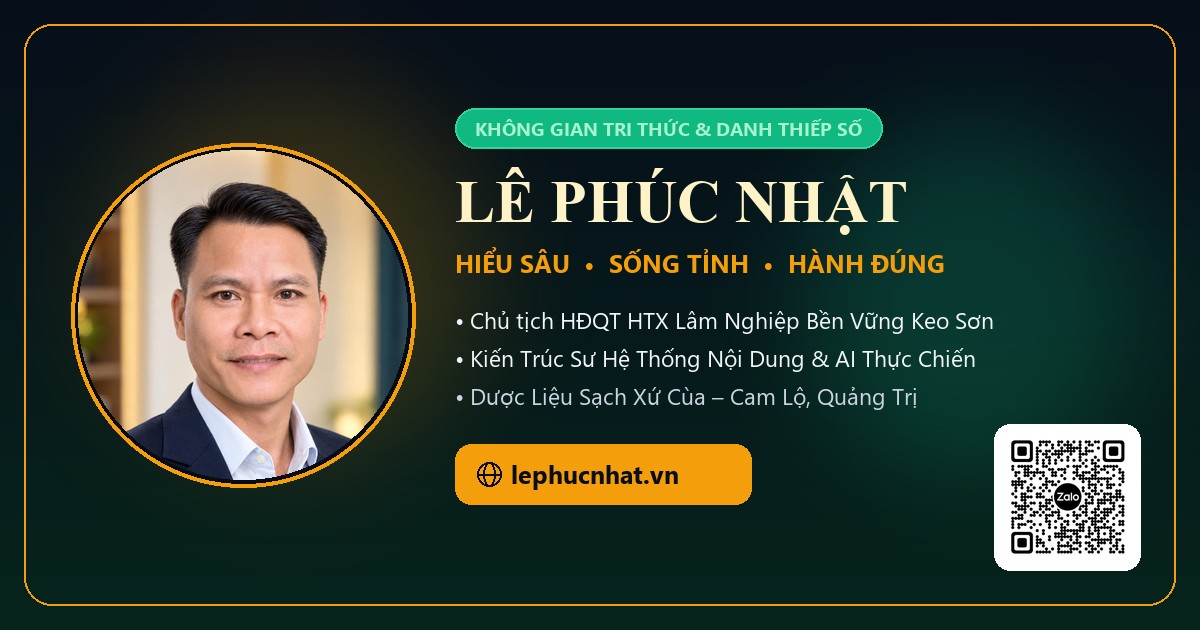 KHÔNG GIAN TRI THỨC & DANH THIẾP SỐ
LÊ PHÚC NHẬT
HIỂU SÂU • SỐNG TỈNH • HÀNH ĐÚNG
• Chủ tịch HĐQT HTX Lâm Nghiệp Bền Vững Keo Sơn
• Kiến Trúc Sư Hệ Thống Nội Dung & AI Thực Chiến
• Dược Liệu Sạch Xứ Cùa – Cam Lộ, Quảng Trị
lephucnhat.vn
Zalo